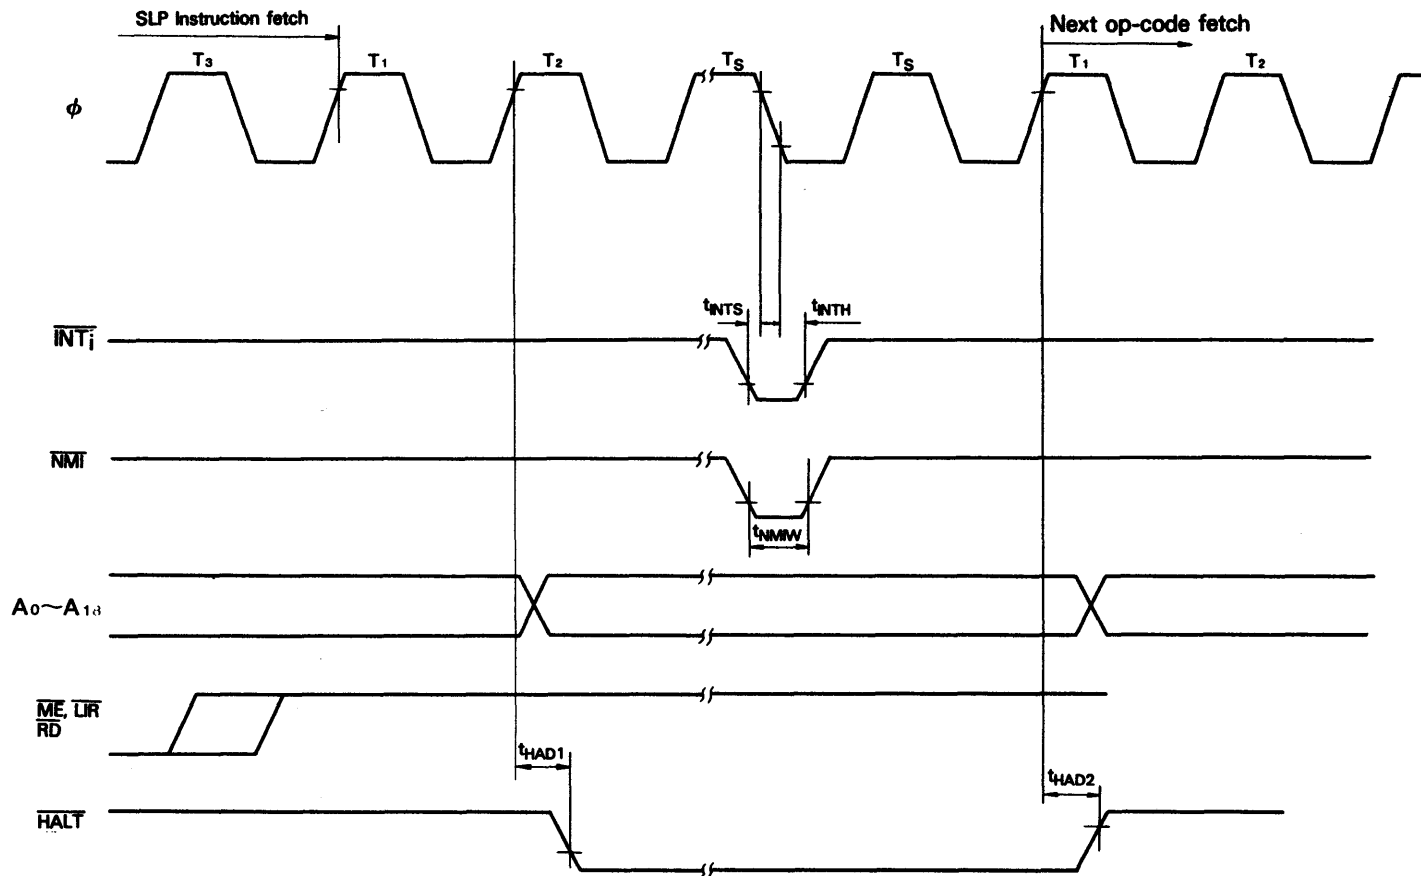 SLP Instruction fetch
Next op-code fetch
T3 T1 T2 TS TS T1 T2
ϕ
tINTS tINTH
INTi
NMI
tNMIW
A0~A18
ME, LIR
RD
tHAD1
tHAD2
HALT